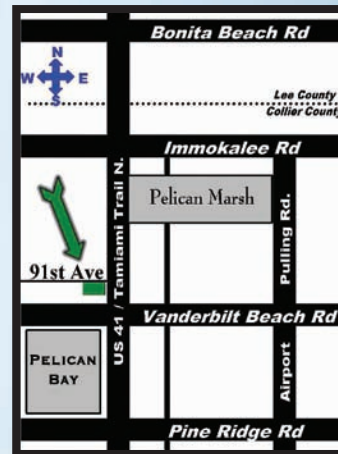 Bonita Beach Rd
N
W E
S
Lee County
Collier County
Immokalee Rd
Pelican Marsh
91st Ave
US 41 / Tamiami Trail N.
Airport Pulling Rd.
Vanderbilt Beach Rd
PELICAN
BAY
Pine Ridge Rd